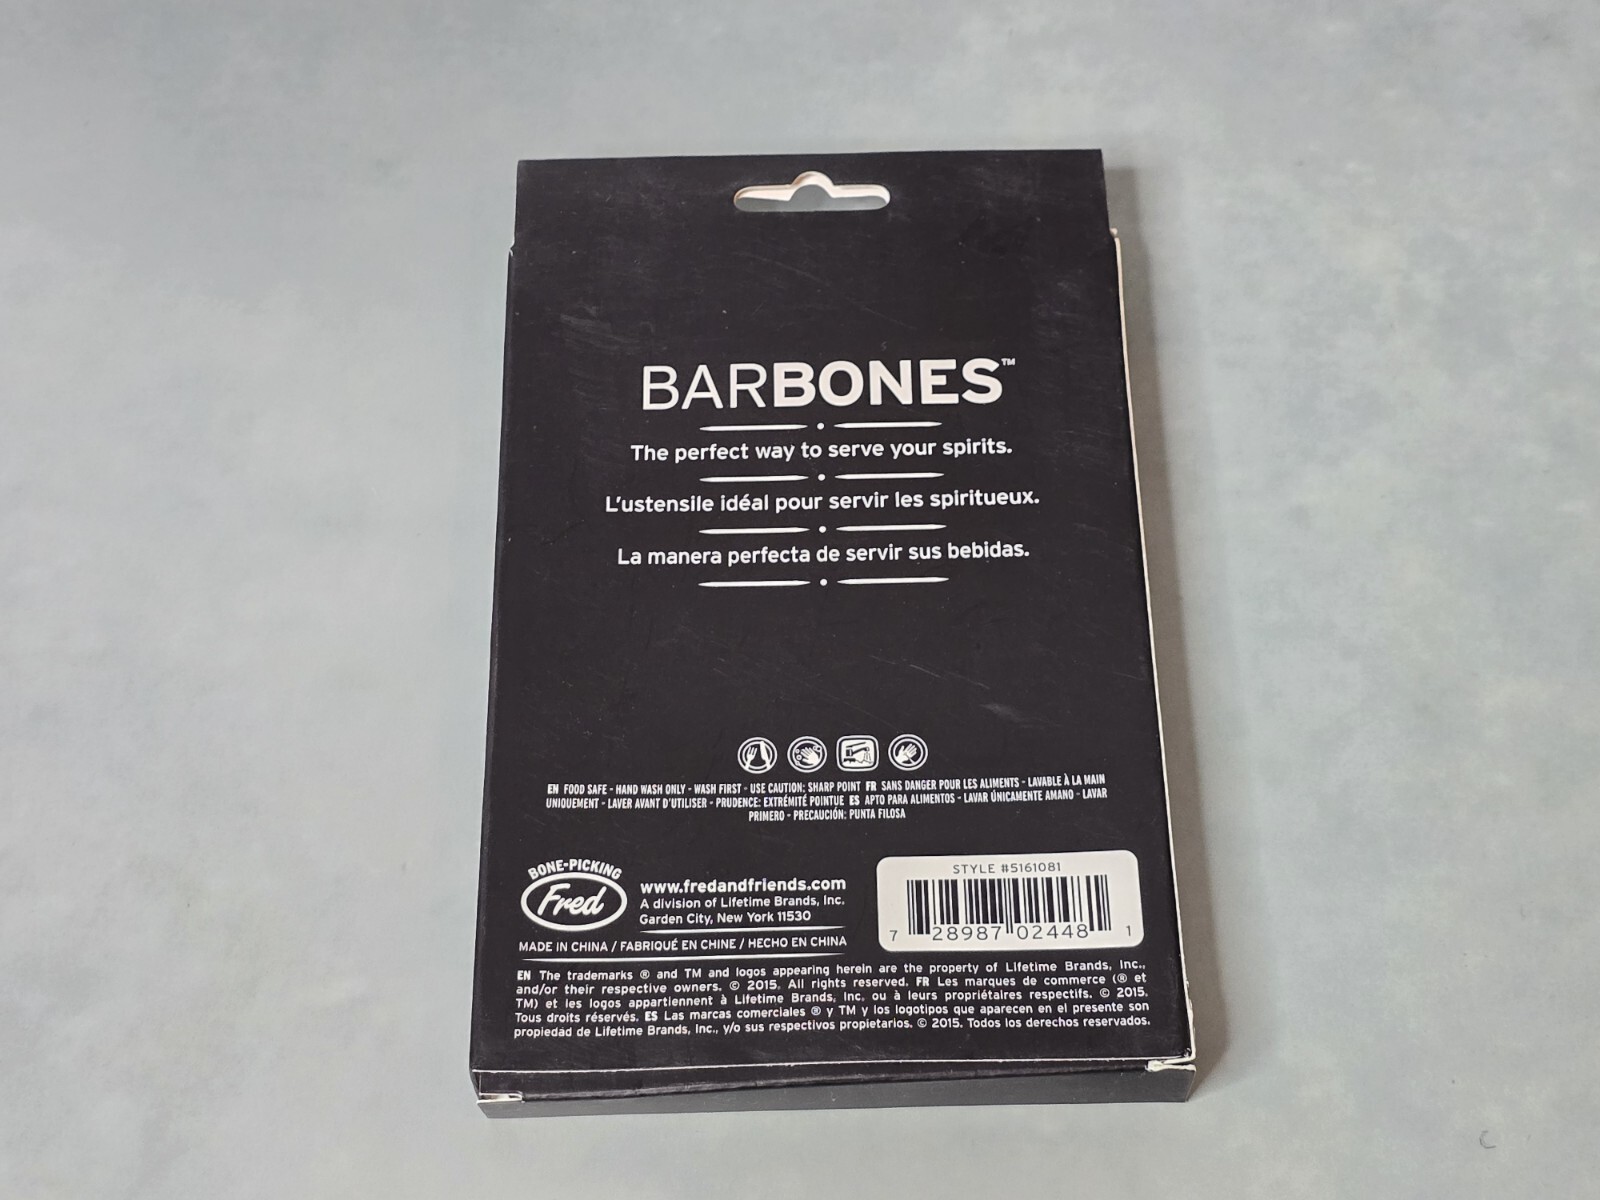 BARBONES™
The perfect way to serve your spirits.
L'ustensile idéal pour servir les spiritueux.
La manera perfecta de servir sus bebidas.
EN FOOD SAFE - HAND WASH ONLY - WASH FIRST - USE CAUTION: SHARP POINT FR SANS DANGER POUR LES ALIMENTS - LAVABLE À LA MAIN
UNIQUEMENT - LAVER AVANT D'UTILISER - PRUDENCE: EXTRÉMITÉ POINTUE ES APTO PARA ALIMENTOS - LAVAR ÚNICAMENTE AMANO - LAVAR
PRIMERO - PRECAUCIÓN: PUNTA FILOSA
BONE-PICKING
Fred
www.fredandfriends.com
A division of Lifetime Brands, Inc.
Garden City, New York 11530
MADE IN CHINA / FABRIQUÉ EN CHINE / HECHO EN CHINA
STYLE #5161081
7 28987 02448 1
EN The trademarks ® and TM and logos appearing herein are the property of Lifetime Brands, Inc.,
and/or their respective owners. © 2015. All rights reserved. FR Les marques de commerce (® et
TM) et les logos appartiennent à Lifetime Brands, Inc. ou à leurs propriétaires respectifs. © 2015.
Tous droits réservés. ES Las marcas comerciales ® y TM y los logotipos que aparecen en el presente son
propiedad de Lifetime Brands, Inc., y/o sus respectivos propietarios. © 2015. Todos los derechos reservados.